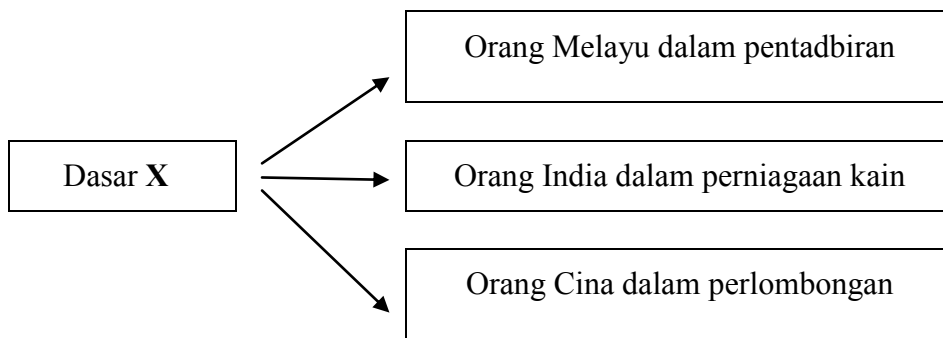 Orang Melayu dalam pentadbiran
Dasar X
Orang India dalam perniagaan kain
Orang Cina dalam perlombongan